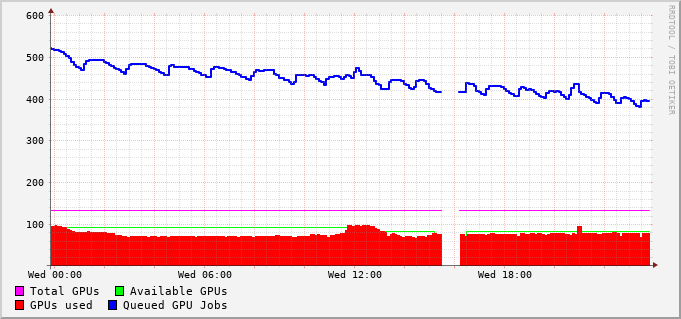 600
500
400
300
200
100
Wed 00:00 Wed 06:00 Wed 12:00 Wed 18:00
Total GPUs Available GPUs
GPUs used Queued GPU Jobs
RRDTOOL / TOBI OETIKER